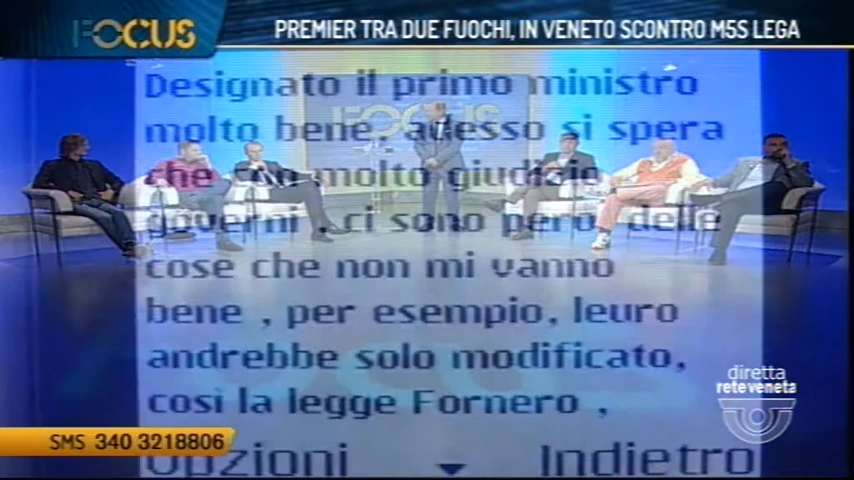 FOCUS
PREMIER TRA DUE FUOCHI, IN VENETO SCONTRO M5S LEGA
Designato il primo ministro
molto bene, adesso si spera
che con molto giudizio
governi . ci sono però delle
cose che non mi vanno
bene , per esempio, leuro
andrebbe solo modificato,
così la legge Fornero ,
Opzioni Indietro
FOCUS
diretta
reteveneta
SMS 340 3218806